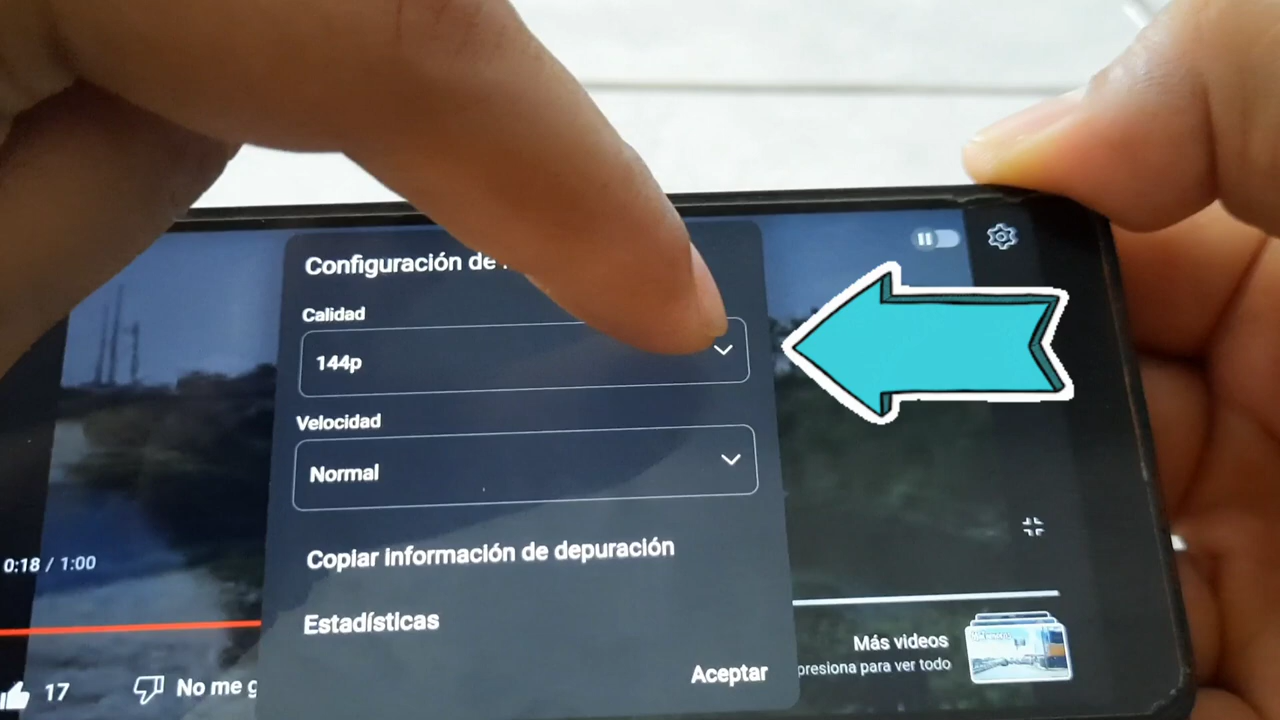 Configuración de
Calidad
144p
Velocidad
Normal
Copiar información de depuración
Estadísticas
Aceptar
0:18 / 1:00
17
No me g
Más videos
presiona para ver todo